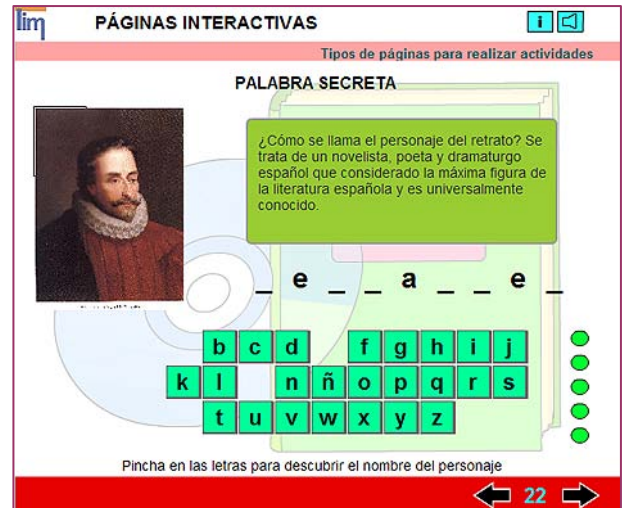 lim
PÁGINAS INTERACTIVAS
i
Tipos de páginas para realizar actividades
PALABRA SECRETA
¿Cómo se llama el personaje del retrato? Se
trata de un novelista, poeta y dramaturgo
español que considerado la máxima figura de
la literatura española y es universalmente
conocido.
_ e _ _ a _ _ e _
b c d f g h i j
k l n ñ o p q r s
t u v w x y z
Pincha en las letras para descubrir el nombre del personaje
22